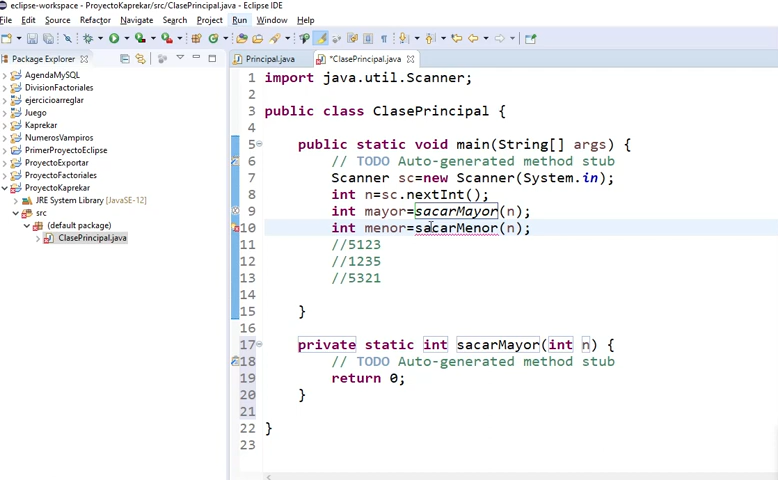 eclipse-workspace - ProyectoKaprekar/src/ClasePrincipal.java - Eclipse IDE
Edit Source Refactor Navigate Search Project Run Window Help
Package Explorer
Principal.java *ClasePrincipal.java
AgendaMySQL
DivisionFactoriales
ejercicioarreglar
Juego
Kaprekar
NumerosVampiros
PrimerProyectoEclipse
ProyectoExportar
ProyectoFactoriales
ProyectoKaprekar
JRE System Library [JavaSE-12]
src
(default package)
ClasePrincipal.java
1 import java.util.Scanner;
2
3 public class ClasePrincipal {
4
5 public static void main(String[] args) {
6 // TODO Auto-generated method stub
7 Scanner sc=new Scanner(System.in);
8 int n=sc.nextInt();
9 int mayor=sacarMayor(n);
10 int menor=sacarMenor(n);
11 //5123
12 //1235
13 //5321
14
15 }
16
17 private static int sacarMayor(int n) {
18 // TODO Auto-generated method stub
19 return 0;
20 }
21
22 }
23